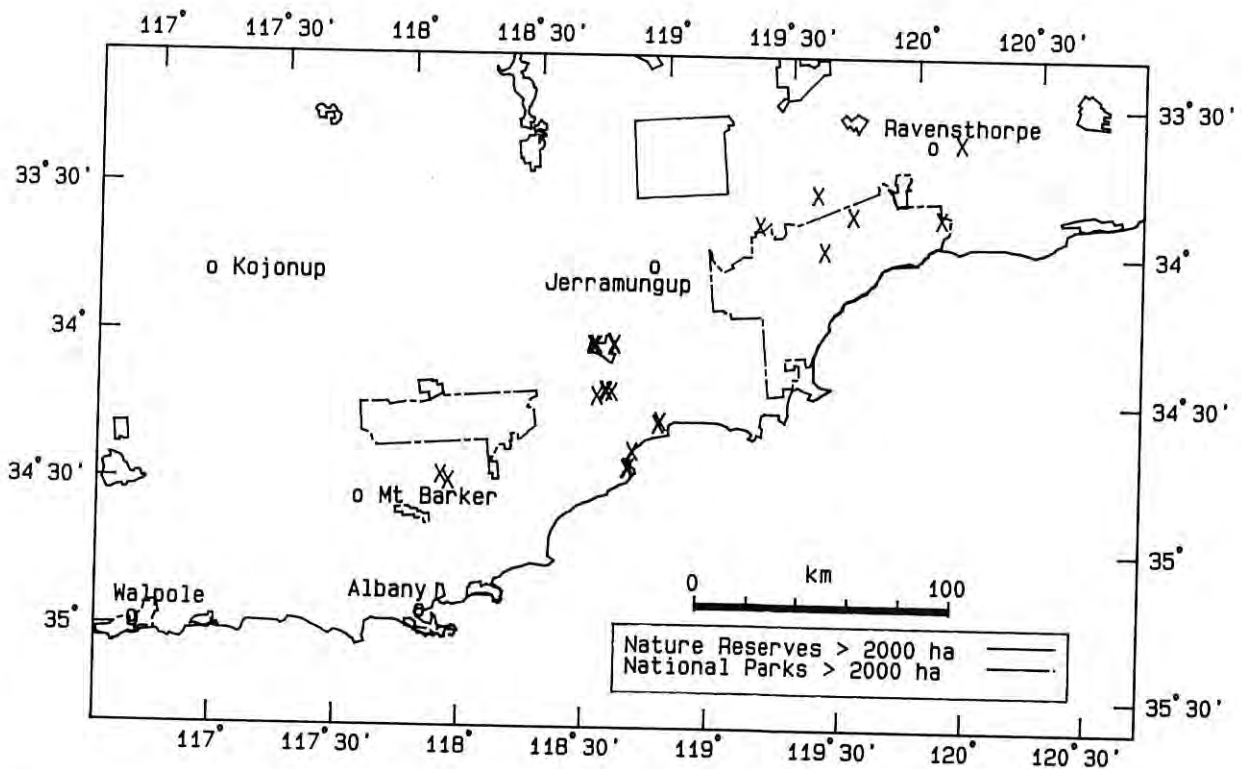 117° 117°30' 118° 118°30' 119° 119°30' 120° 120°30'
33°30'
33°30'
Ravensthorpe
X
X
X
X
X
X
o Kojonup
Jerramungup
34°
34°
X
X
X
X
X
X
X
X
X
34°30'
34°30'
X
X
o Mt Barker
35°
Walpole
Albany
0 km 100
35°
Nature Reserves > 2000 ha
National Parks > 2000 ha
35°30'
117° 117°30' 118° 118°30' 119° 119°30' 120° 120°30'